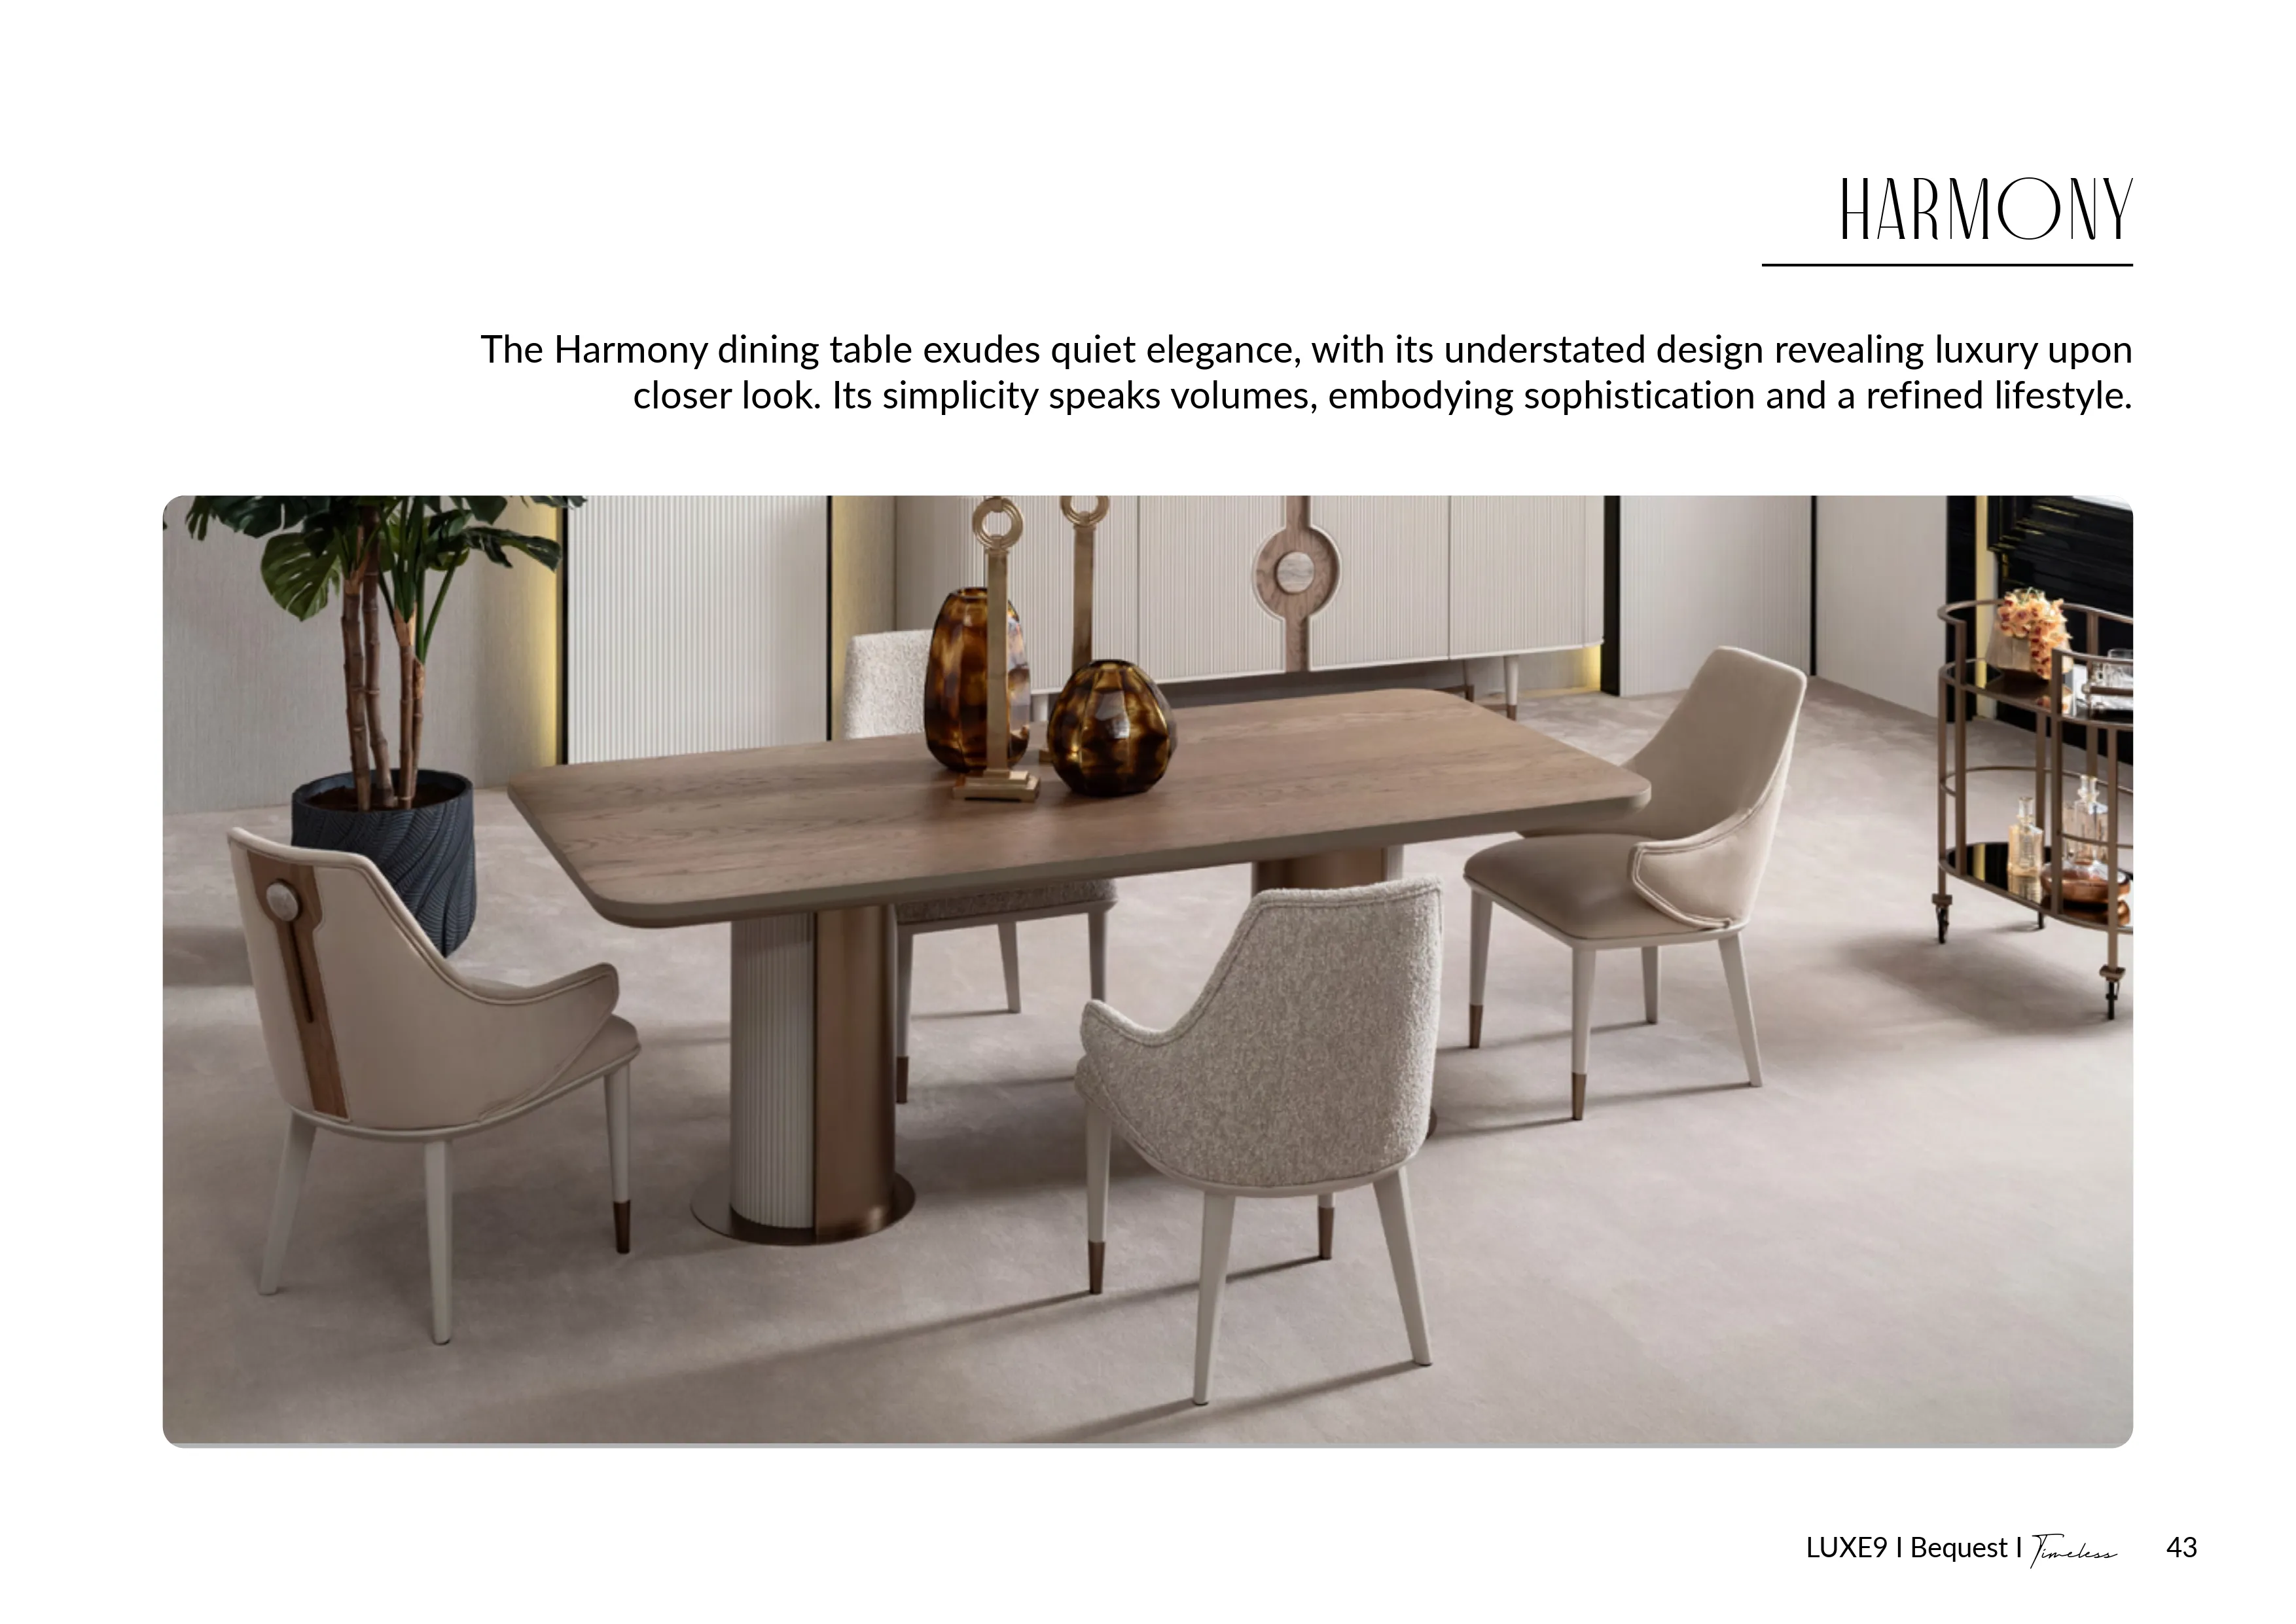 HARMONY
The Harmony dining table exudes quiet elegance, with its understated design revealing luxury upon
closer look. Its simplicity speaks volumes, embodying sophistication and a refined lifestyle.
LUXE9 I Bequest I Timeless 43